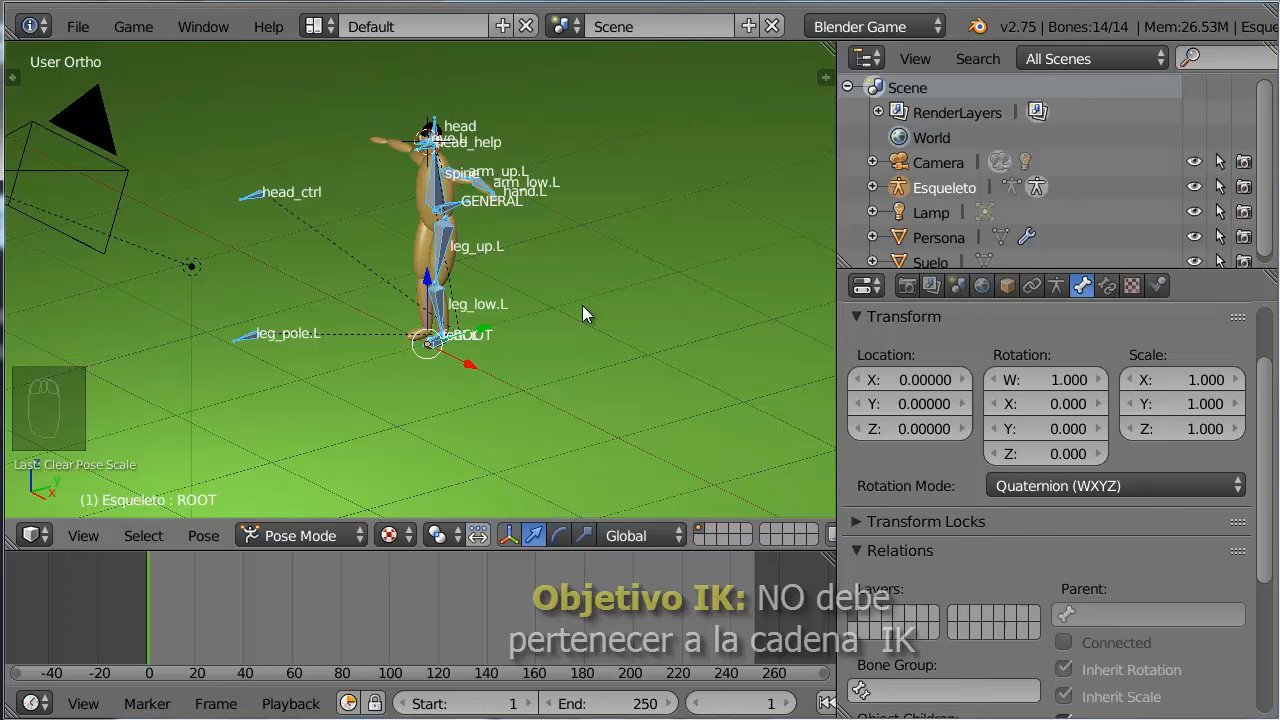 File Game Window Help Default Scene Blender Game v2.75 | Bones:14/14 | Mem:26.53M | Esque
User Ortho
View Search All Scenes
Scene
RenderLayers
World
Camera
Esqueleto
Lamp
Persona
Suelo
head
head_help
spine
arm_up.L
arm_low.L
hand.L
GENERAL
head_ctrl
leg_up.L
leg_low.L
leg_pole.L
ROOT
Last: Clear Pose Scale
z
y
x
(1) Esqueleto : ROOT
Transform
Location: Rotation: Scale:
X: 0.00000 W: 1.000 X: 1.000
Y: 0.00000 X: 0.000 Y: 1.000
Z: 0.00000 Y: 0.000 Z: 1.000
Z: 0.000
Rotation Mode: Quaternion (WXYZ)
Transform Locks
Relations
Layers: Parent:
Connected
Bone Group: Inherit Rotation
Inherit Scale
Object Children:
View Select Pose Pose Mode Global
Objetivo IK: NO debe
pertenecer a la cadena IK
-40 -20 0 20 40 60 80 100 120 140 160 180 200 220 240 260
View Marker Frame Playback Start: 1 End: 250 1